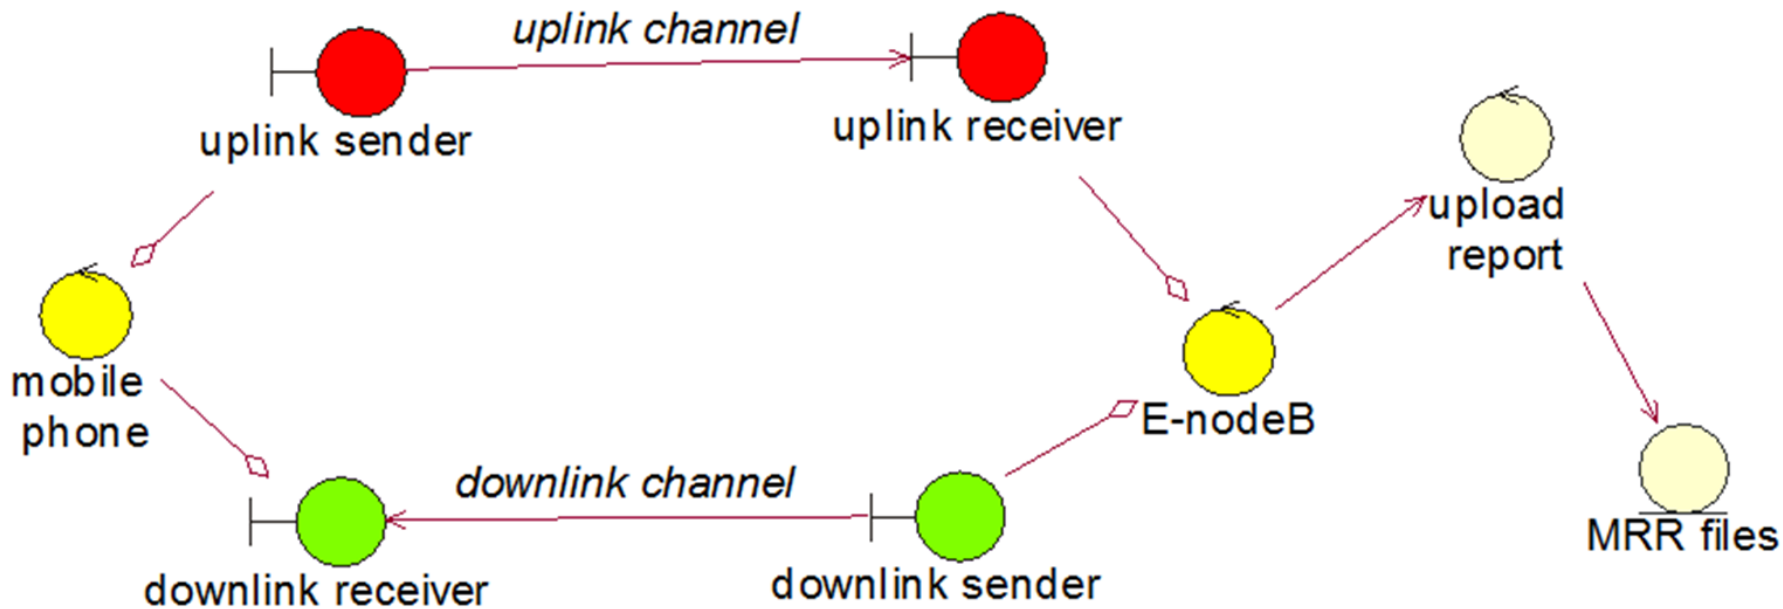 uplink channel
uplink sender
uplink receiver
upload
report
mobile
phone
E-nodeB
downlink channel
MRR files
downlink receiver
downlink sender